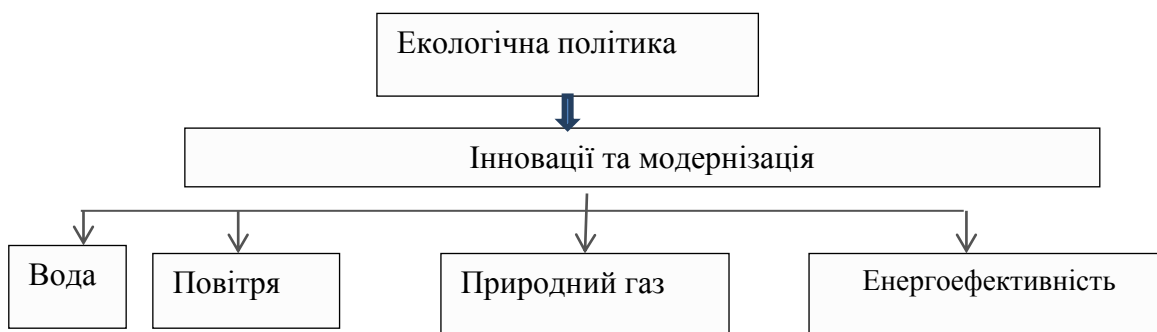 Екологічна політика
Інновації та модернізація
Вода
Повітря
Природний газ
Енергоефективність